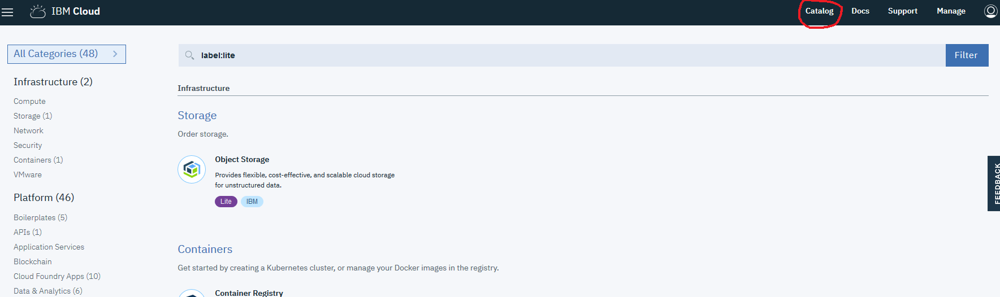 IBM Cloud
Catalog
Docs
Support
Manage
All Categories (48)
label:lite
Filter
Infrastructure (2)
Compute
Storage (1)
Network
Security
Containers (1)
VMware
Platform (46)
Boilerplates (5)
APIs (1)
Application Services
Blockchain
Cloud Foundry Apps (10)
Data & Analytics (6)
Infrastructure
Storage
Order storage.
Object Storage
Provides flexible, cost-effective, and scalable cloud storage
for unstructured data.
Lite
IBM
Containers
Get started by creating a Kubernetes cluster, or manage your Docker images in the registry.
Container Registry
FEEDBACK